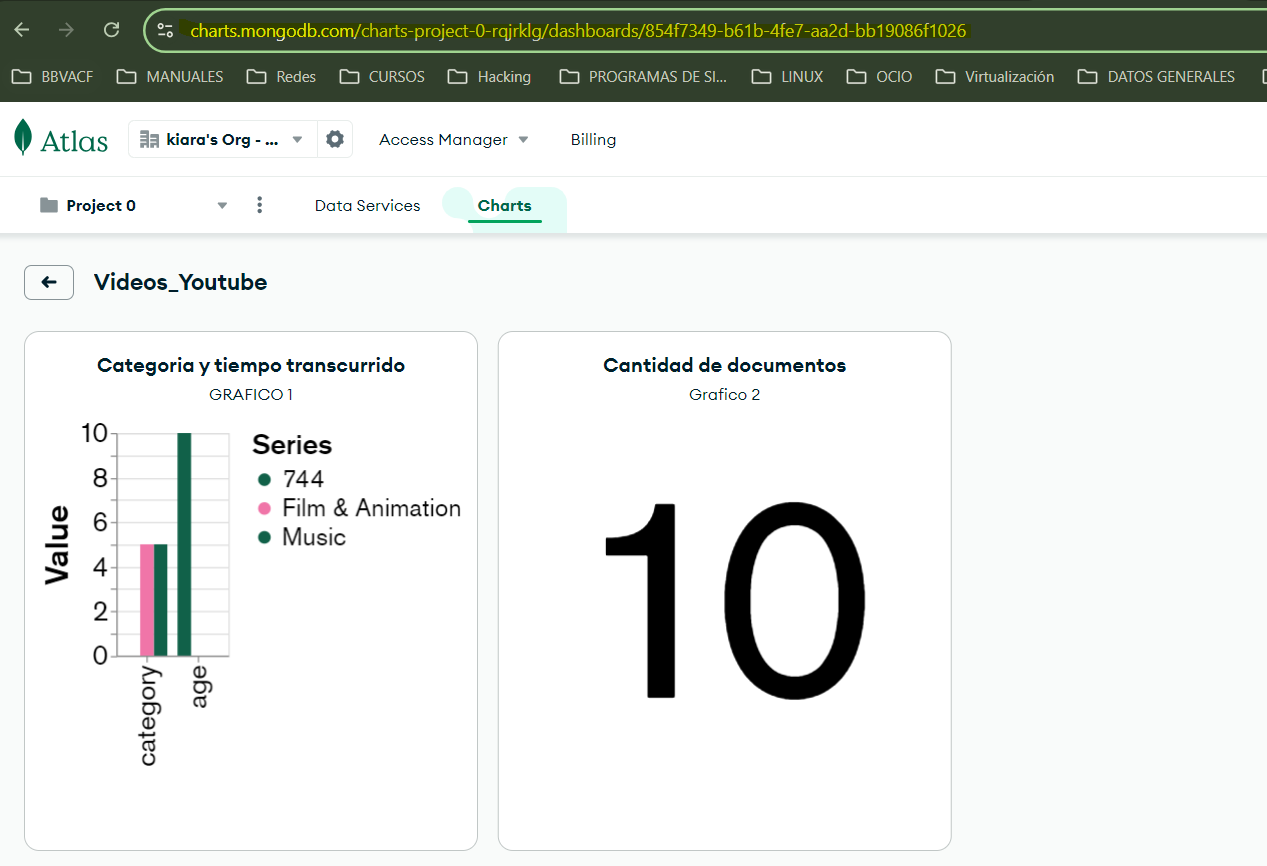 charts.mongodb.com/charts-project-0-rqjrklg/dashboards/854f7349-b61b-4fe7-aa2d-bb19086f1026
BBVACF MANUALES Redes CURSOS Hacking PROGRAMAS DE SI... LINUX OCIO Virtualización DATOS GENERALES
Atlas kiara's Org - ... Access Manager Billing
Project 0 Data Services Charts
Videos_Youtube
Categoria y tiempo transcurrido
GRAFICO 1
Value
10
8
6
4
2
0
category
age
Series
744
Film & Animation
Music
Cantidad de documentos
Grafico 2
10